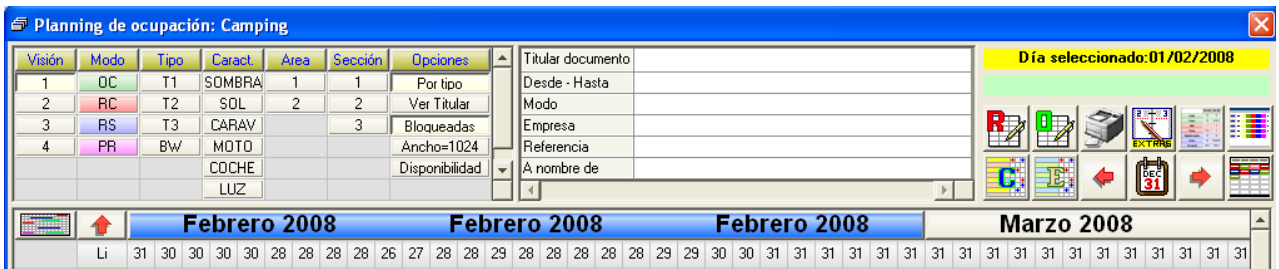 Planning de ocupación: Camping
Visión Modo Tipo Caract. Area Sección Opciones
1 OC T1 SOMBRA 1 1 Por tipo
2 RC T2 SOL 2 2 Ver Titular
3 RS T3 CARAV 3 Bloqueadas
4 PR BW MOTO Ancho=1024
COCHE Disponibilidad
LUZ
Titular documento
Desde - Hasta
Modo
Empresa
Referencia
A nombre de
Día seleccionado:01/02/2008
R O EXTRAS
C E DEC 31
Febrero 2008 Febrero 2008 Febrero 2008 Marzo 2008
Li 31 30 30 30 30 28 28 28 28 26 27 28 28 29 28 28 28 28 28 29 29 30 30 31 31 31 31 31 31 31 31 31 31 31 31 31 31 31 31 31